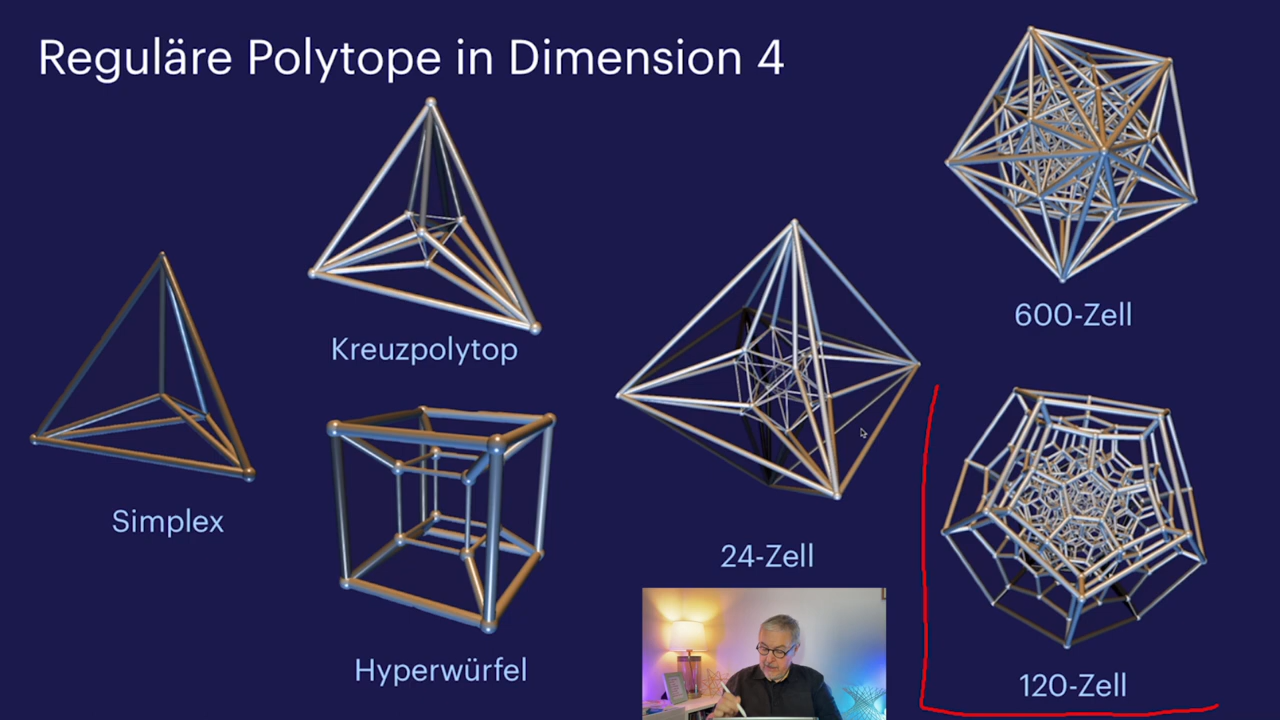 Reguläre Polytope in Dimension 4
Kreuzpolytop
600-Zell
Simplex
24-Zell
Hyperwürfel
120-Zell